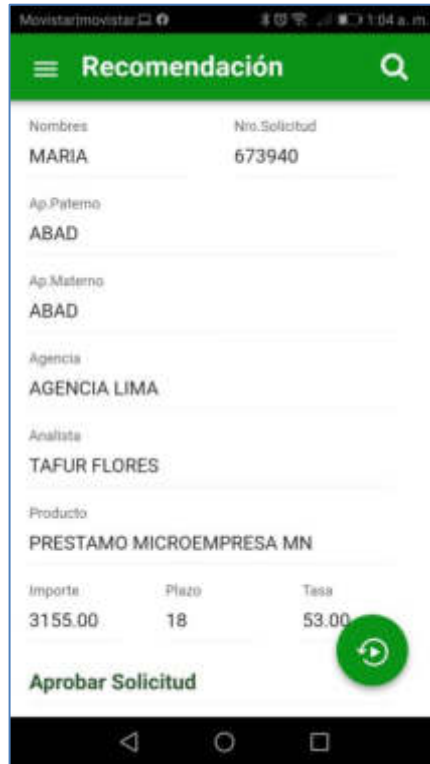 Movistar|movistar 1:04 a. m.
Recomendación
Nombres Nro.Solicitud
MARIA 673940
Ap.Paterno
ABAD
Ap.Materno
ABAD
Agencia
AGENCIA LIMA
Analista
TAFUR FLORES
Producto
PRESTAMO MICROEMPRESA MN
Importe Plazo Tasa
3155.00 18 53.00
Aprobar Solicitud